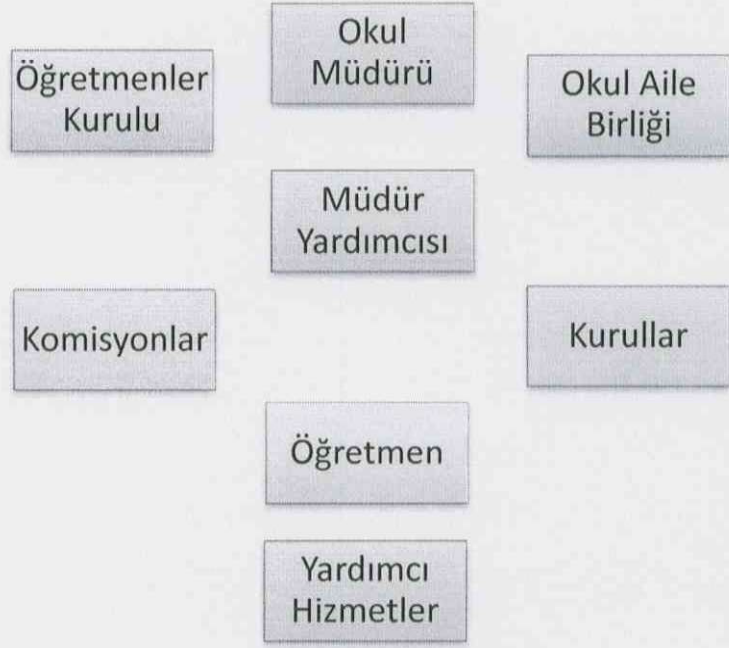 Okul
Müdürü
Öğretmenler
Kurulu
Okul Aile
Birliği
Müdür
Yardımcısı
Komisyonlar
Kurullar
Öğretmen
Yardımcı
Hizmetler